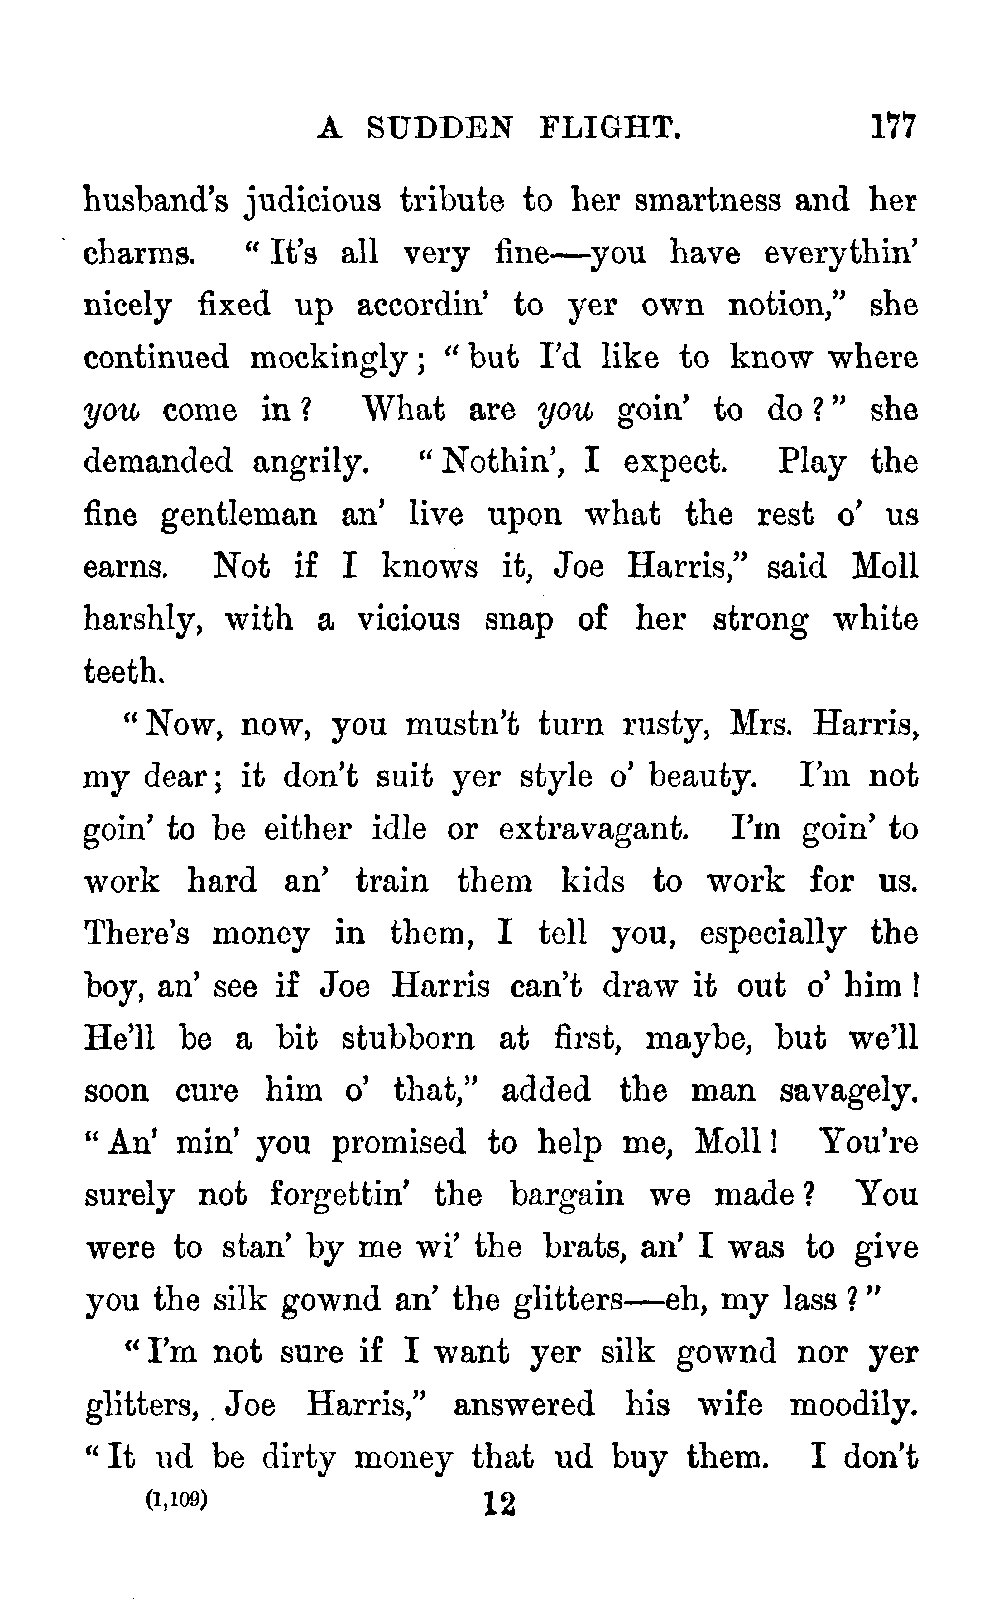 A SUDDEN FLIGHT. 177
husband's judicious tribute to her smartness and her
charms. "It's all very fine—you have everythin'
nicely fixed up accordin' to yer own notion," she
continued mockingly; "but I'd like to know where
you come in? What are you goin' to do?" she
demanded angrily. "Nothin', I expect. Play the
fine gentleman an' live upon what the rest o' us
earns. Not if I knows it, Joe Harris," said Moll
harshly, with a vicious snap of her strong white
teeth.
"Now, now, you mustn't turn rusty, Mrs. Harris,
my dear; it don't suit yer style o' beauty. I'm not
goin' to be either idle or extravagant. I'm goin' to
work hard an' train them kids to work for us.
There's money in them, I tell you, especially the
boy, an' see if Joe Harris can't draw it out o' him!
He'll be a bit stubborn at first, maybe, but we'll
soon cure him o' that," added the man savagely.
"An' min' you promised to help me, Moll! You're
surely not forgettin' the bargain we made? You
were to stan' by me wi' the brats, an' I was to give
you the silk gownd an' the glitters—eh, my lass?"
"I'm not sure if I want yer silk gownd nor yer
glitters, Joe Harris," answered his wife moodily.
"It ud be dirty money that ud buy them. I don't
(1,109) 12